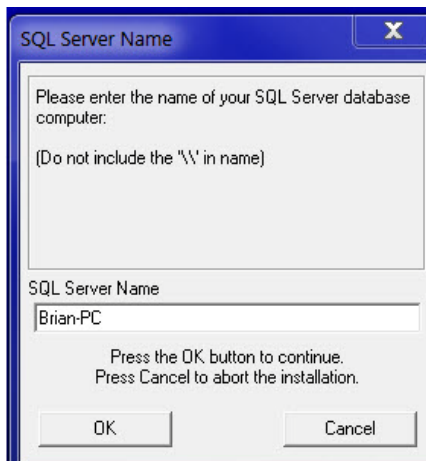 SQL Server Name
X
Please enter the name of your SQL Server database
computer:
(Do not include the '\\' in name)
SQL Server Name
Brian-PC
Press the OK button to continue.
Press Cancel to abort the installation.
OK
Cancel